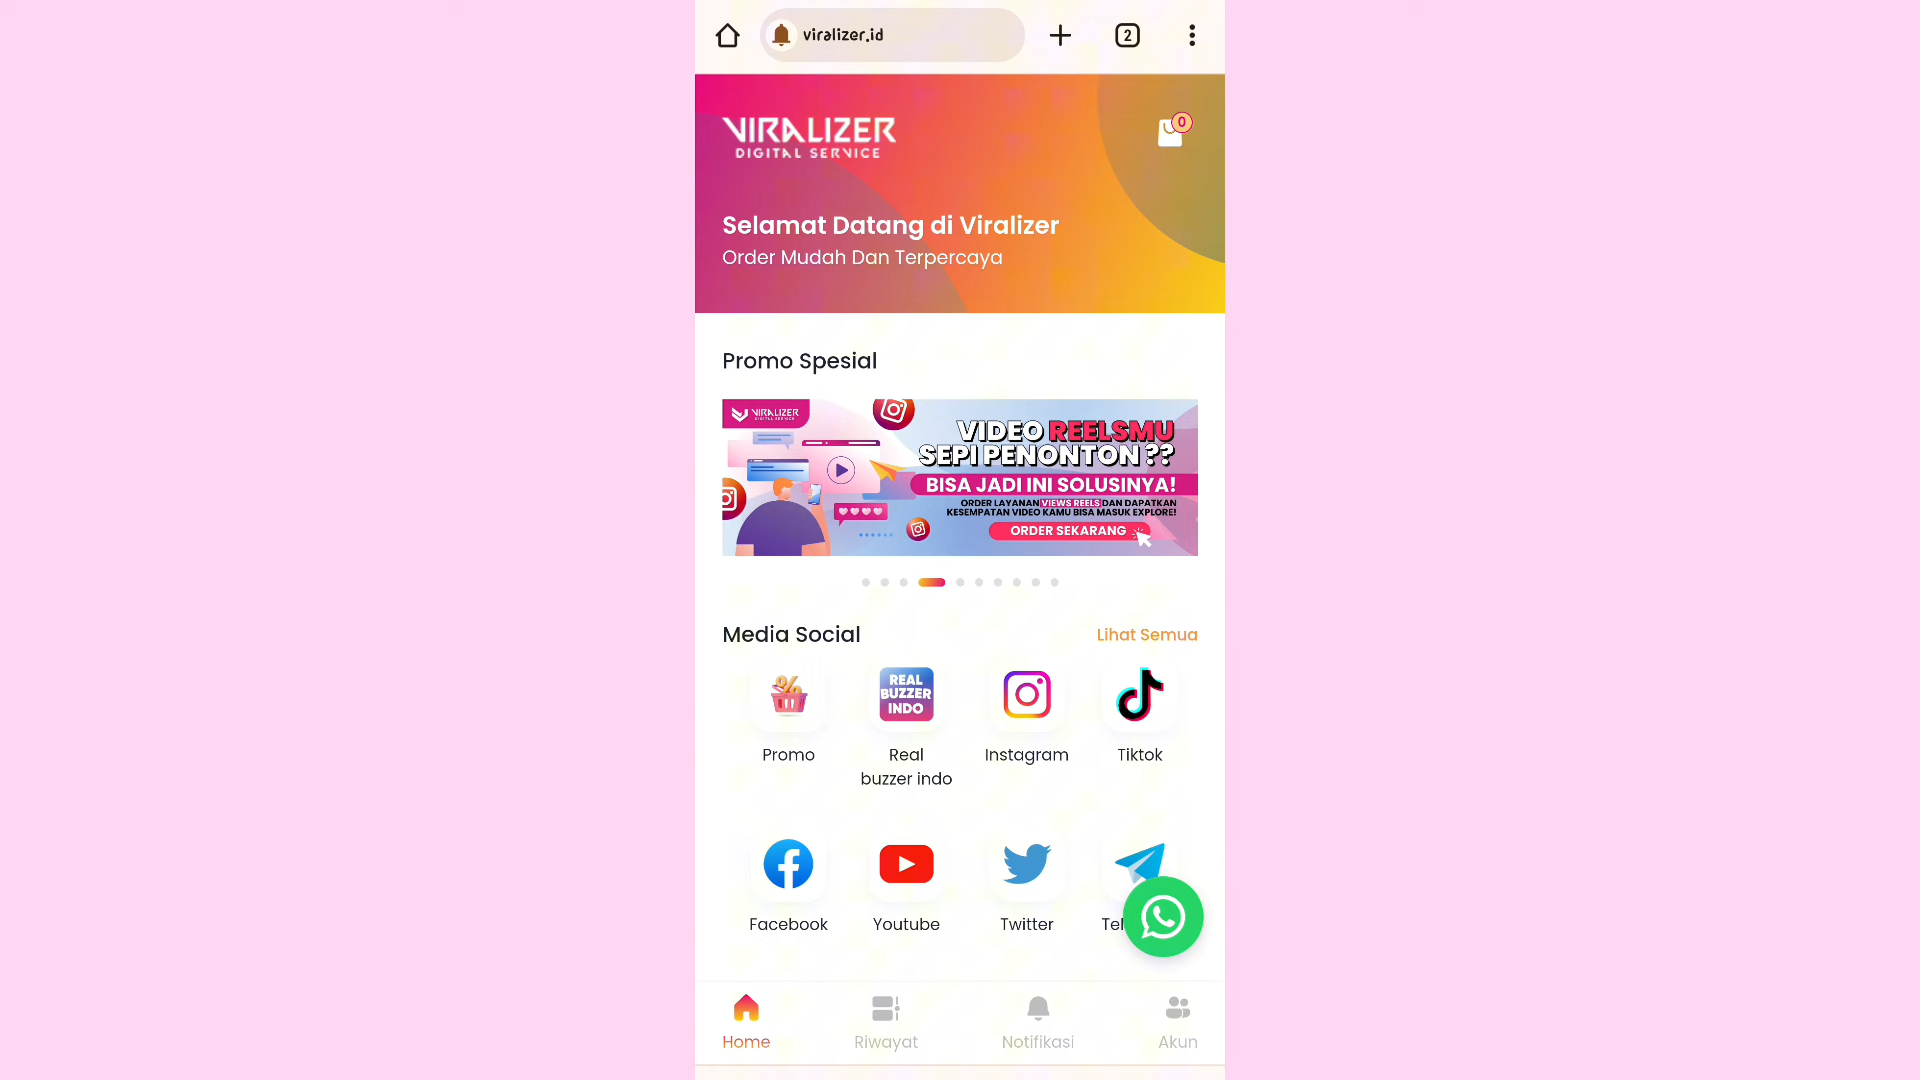 viralizer.id
2
VIRALIZER
DIGITAL SERVICE
0
Selamat Datang di Viralizer
Order Mudah Dan Terpercaya
Promo Spesial
VIRALIZER
DIGITAL SERVICE
VIDEO REELSMU
SEPI PENONTON ??
BISA JADI INI SOLUSINYA!
ORDER LAYANAN VIEWS REELS DAN DAPATKAN
KESEMPATAN VIDEO KAMU BISA MASUK EXPLORE!
ORDER SEKARANG
Media Social
Lihat Semua
%
REAL
BUZZER
INDO
Promo
Real
buzzer indo
Instagram
Tiktok
Facebook
Youtube
Twitter
Tel
Home
Riwayat
Notifikasi
Akun